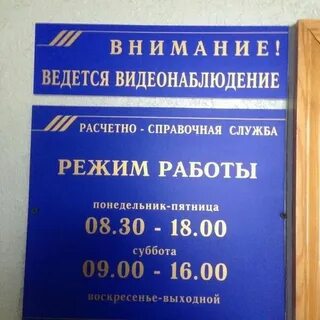 ВНИМАНИЕ!
ВЕДЕТСЯ ВИДЕОНАБЛЮДЕНИЕ
РАСЧЕТНО - СПРАВОЧНАЯ СЛУЖБА
РЕЖИМ РАБОТЫ
понедельник-пятница
08.30 - 18.00
суббота
09.00 - 16.00
воскресенье-выходной